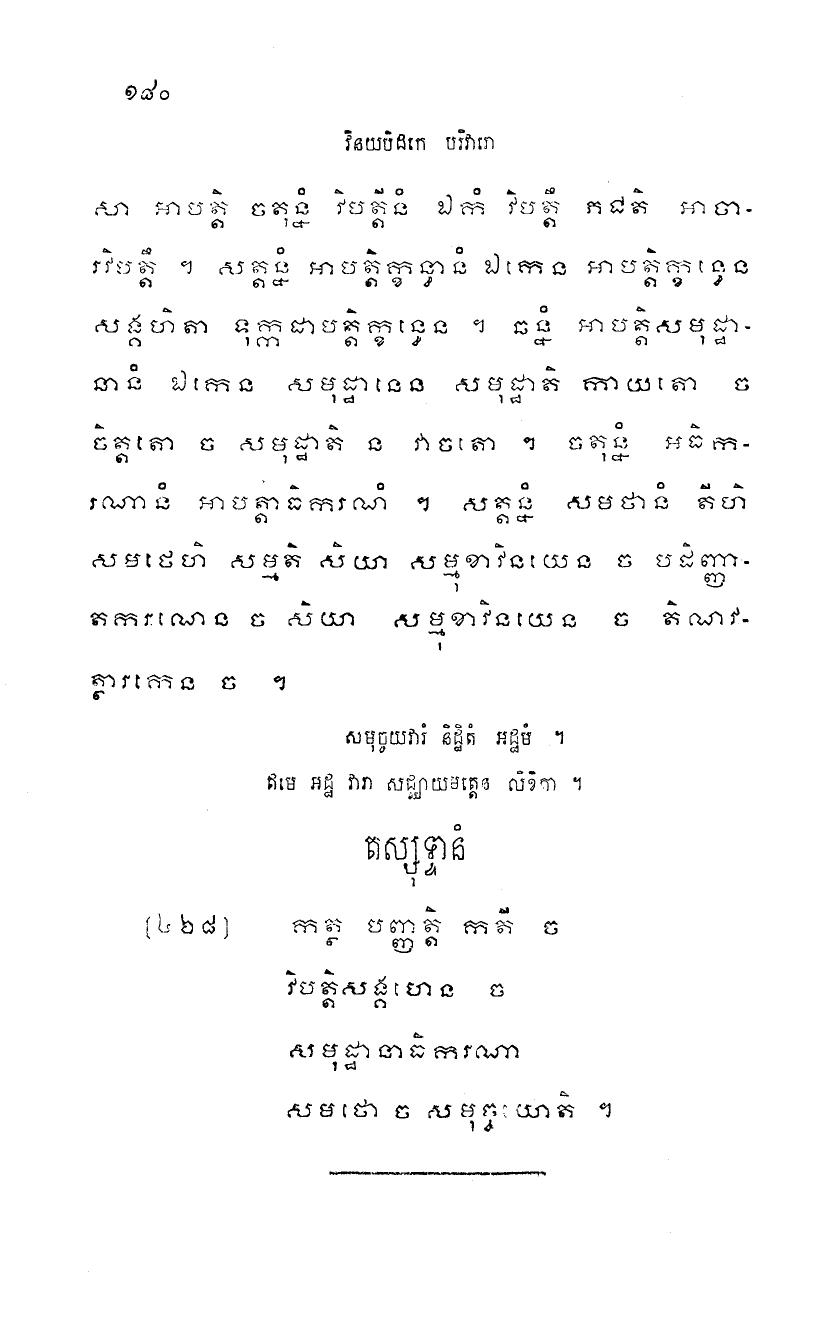 ១៨០
វិនយបិដកេ បរិវារោ
សា អាបត្តិ ចតុន្នំ វិបត្តីនំ ឯកំ វិបត្តឹ ភជតិ អាចា-
រវិបត្តឹ ។ សត្តន្នំ អាបត្តិក្ខន្ធានំ ឯកេន អាបត្តិក្ខន្ធេន
សង្គហិតា ទុក្កដាបត្តិក្ខន្ធេន ។ ឆន្នំ អាបត្តិសមុដ្ឋា-
នានំ ឯកេន សមុដ្ឋានេន សមុដ្ឋាតិ កាយតោ ច
ចិត្តតោ ច សមុដ្ឋាតិ ន វាចតោ ។ ចតុន្នំ អធិក-
រណានំ អាបត្តាធិករណំ ។ សត្តន្នំ សមថានំ តីហិ
សមថេហិ សម្មតិ សិយា សម្មុខាវិនយេន ច បដិញ្ញា-
តករណេន ច សិយា សម្មុខាវិនយេន ច តិណវ-
ត្ថារកេន ច ។
សមុច្ចយវារំ និដ្ឋិតំ អដ្ឋមំ ។
ឥមេ អដ្ឋ វារា សជ្ឈាយមត្តេន លិខិកា ។
តស្សុទ្ទានំ
[៤៦៨] កត្ថ បញ្ញត្តិ កតី ច
វិបត្តិសង្គហេន ច
សមុដ្ឋានាធិករណា
សមថោ ច សមុច្ចយោតិ ។